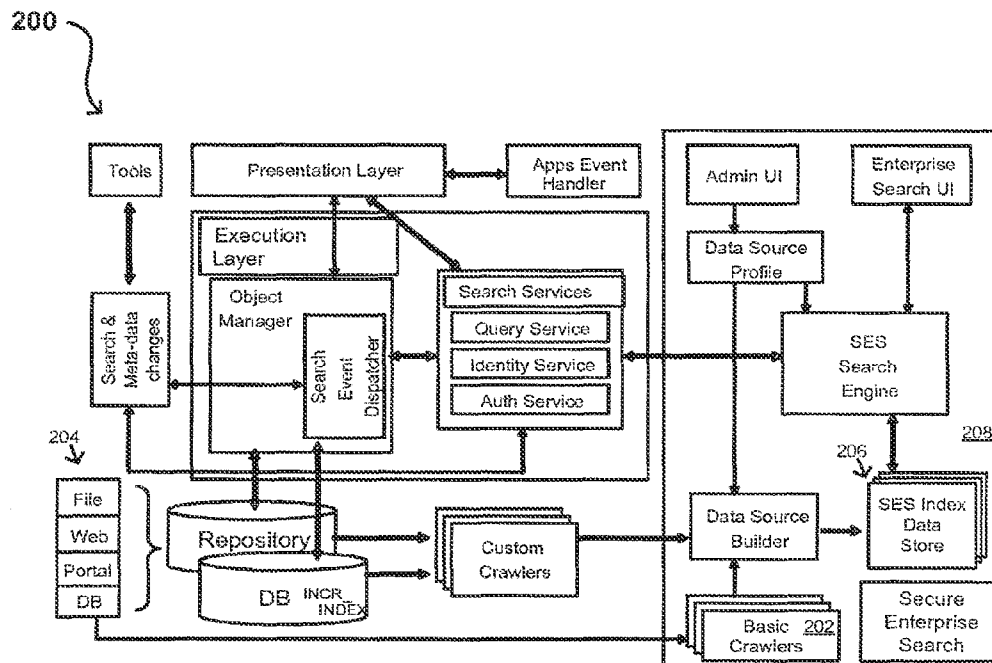 200
Tools
Presentation Layer
Apps Event
Handler
Admin UI
Enterprise
Search UI
Execution
Layer
Data Source
Profile
Object
Manager
Search Services
Search &
Meta-data
changes
Search
Event
Dispatcher
Query Service
Identity Service
Auth Service
SES
Search
Engine
204
206
208
File
Web
Portal
DB
Repository
DB
INCR_
INDEX
Custom
Crawlers
Data Source
Builder
SES Index
Data
Store
Basic
Crawlers
202
Secure
Enterprise
Search